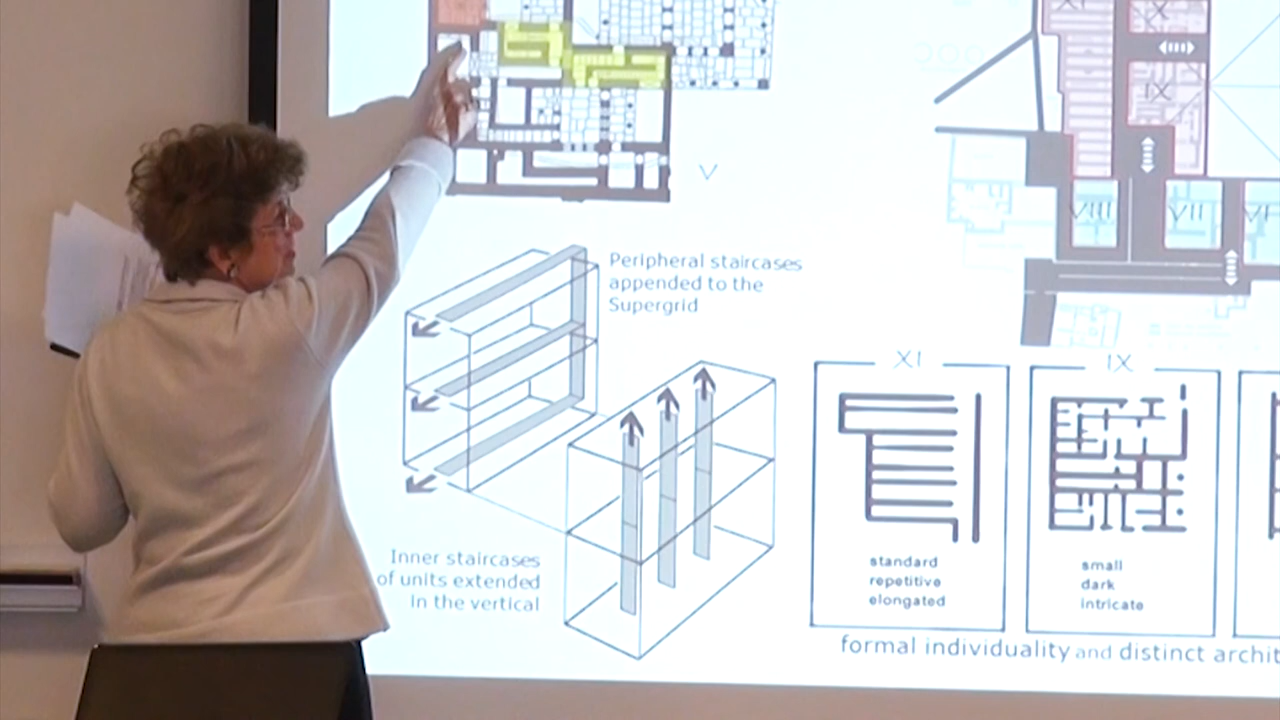 XI
IX
IX
V
VIII
VII
Peripheral staircases
appended to the
Supergrid
XI
IX
Inner staircases
of units extended
In the vertical
standard
repetitive
elongated
small
dark
intricate
formal individuality and distinct archit